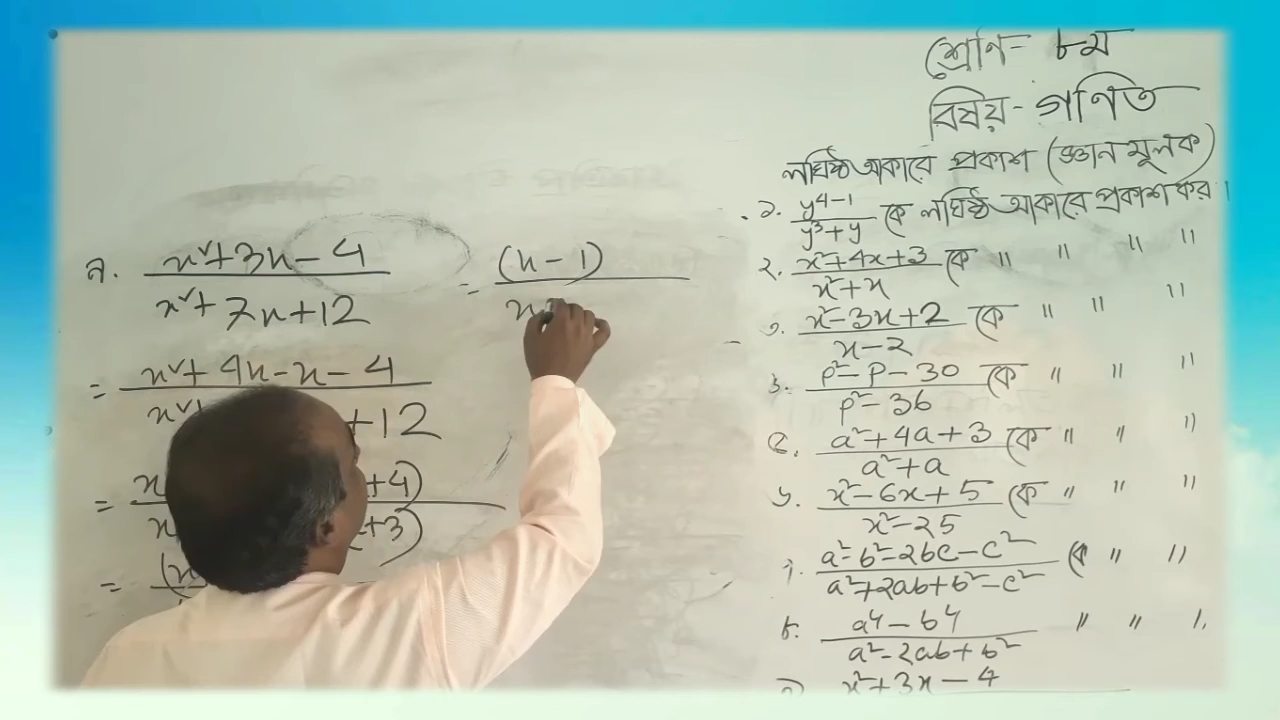 শ্রেণি- ৮ম
বিষয়- গণিত
লঘিষ্ঠ আকারে প্রকাশ (জ্ঞান মূলক)
১. y⁴-1 / y³+y কে লঘিষ্ঠ আকারে প্রকাশ কর।
২. x²+4x+3 / x²+x কে " " " "
৩. x²-3x+2 / x-2 কে " " "
৪. p²-p-30 / p²-36 কে " " "
৫. a²+4a+3 / a²+a কে " " "
৬. x²-6x+5 / x²-25 কে " " "
৭. a²-b²-2bc-c² / a²+2ab+b²-c² কে " "
৮. a⁴-b⁴ / a²-2ab+b² " " "
৯ x²+3x-4
৯. x²+3x-4 / x²+7x+12
= x²+4x-x-4 / x² +12
= x +4) / x +3)
= (x
= (x-1) / x